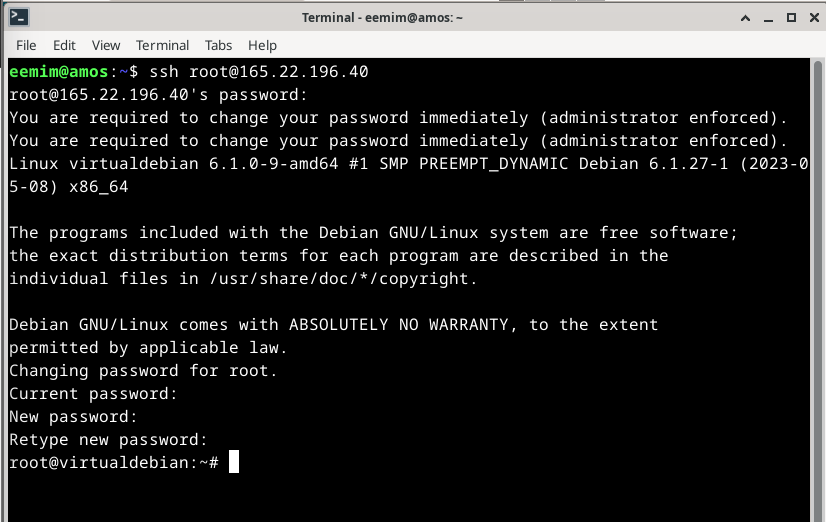 Terminal - eemim@amos: ~
File Edit View Terminal Tabs Help
eemim@amos:~$ ssh root@165.22.196.40
root@165.22.196.40's password:
You are required to change your password immediately (administrator enforced).
You are required to change your password immediately (administrator enforced).
Linux virtualdebian 6.1.0-9-amd64 #1 SMP PREEMPT_DYNAMIC Debian 6.1.27-1 (2023-0
5-08) x86_64
The programs included with the Debian GNU/Linux system are free software;
the exact distribution terms for each program are described in the
individual files in /usr/share/doc/*/copyright.
Debian GNU/Linux comes with ABSOLUTELY NO WARRANTY, to the extent
permitted by applicable law.
Changing password for root.
Current password:
New password:
Retype new password:
root@virtualdebian:~#